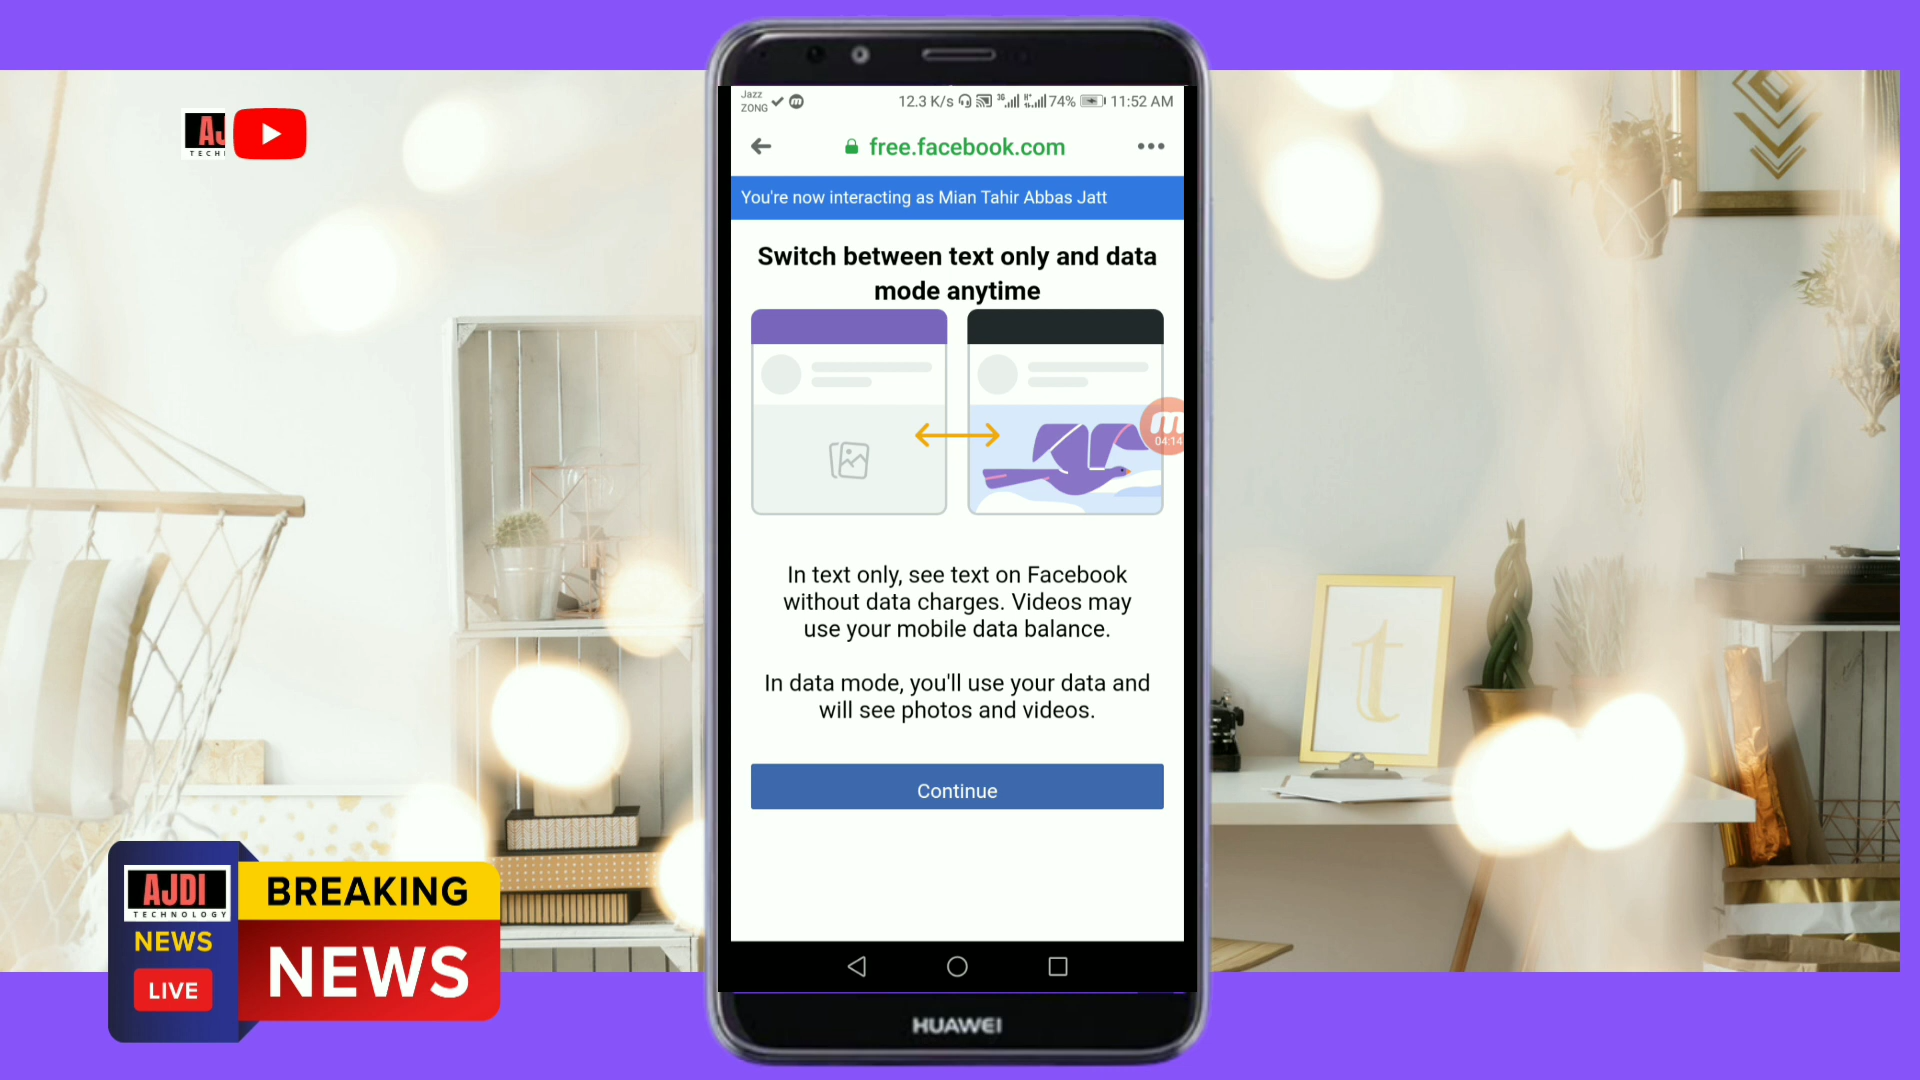 Jazz
ZONG
12.3 K/s 3G H+ 74% 11:52 AM
free.facebook.com
You're now interacting as Mian Tahir Abbas Jatt
Switch between text only and data
mode anytime
04:14
In text only, see text on Facebook
without data charges. Videos may
use your mobile data balance.
In data mode, you'll use your data and
will see photos and videos.
Continue
HUAWEI
AJ
TECH
AJDI
TECHNOLOGY
NEWS
LIVE
BREAKING
NEWS
t